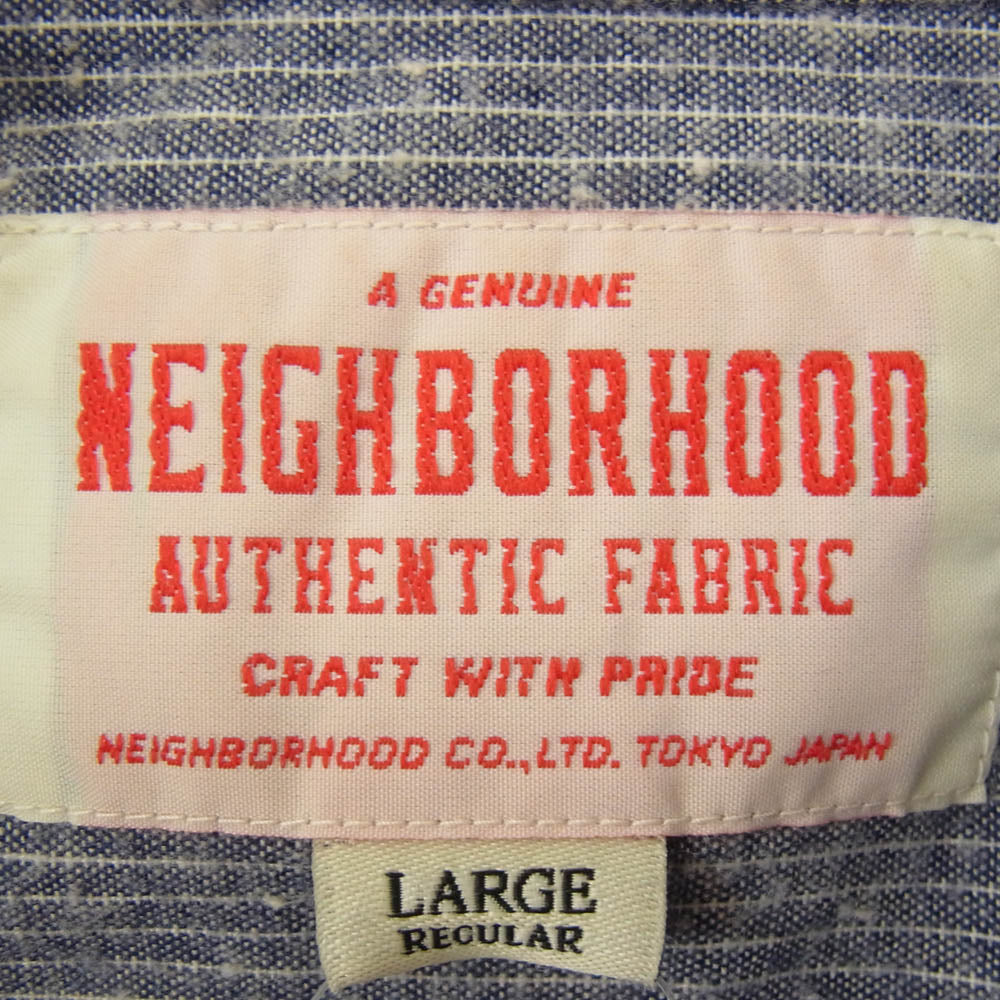 A GENUINE
NEIGHBORHOOD
AUTHENTIC FABRIC
CRAFT WITH PRIDE
NEIGHBORHOOD CO.,LTD. TOKYO JAPAN
LARGE
REGULAR